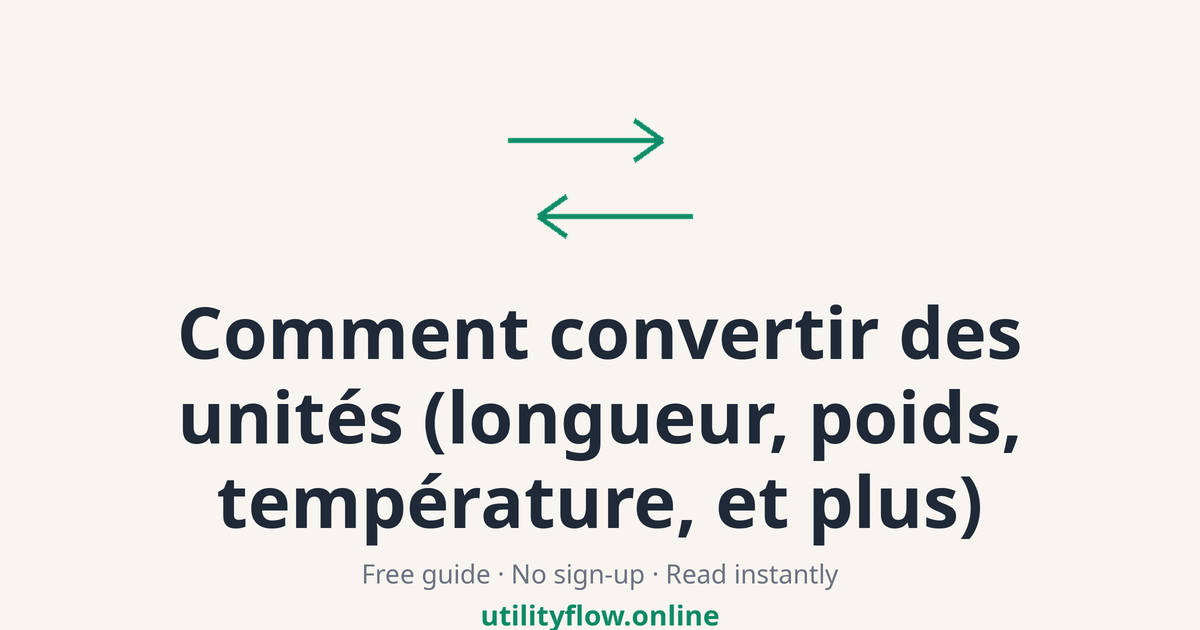 Comment convertir des
unités (longueur, poids,
température, et plus)
Free guide · No sign-up · Read instantly
utilityflow.online